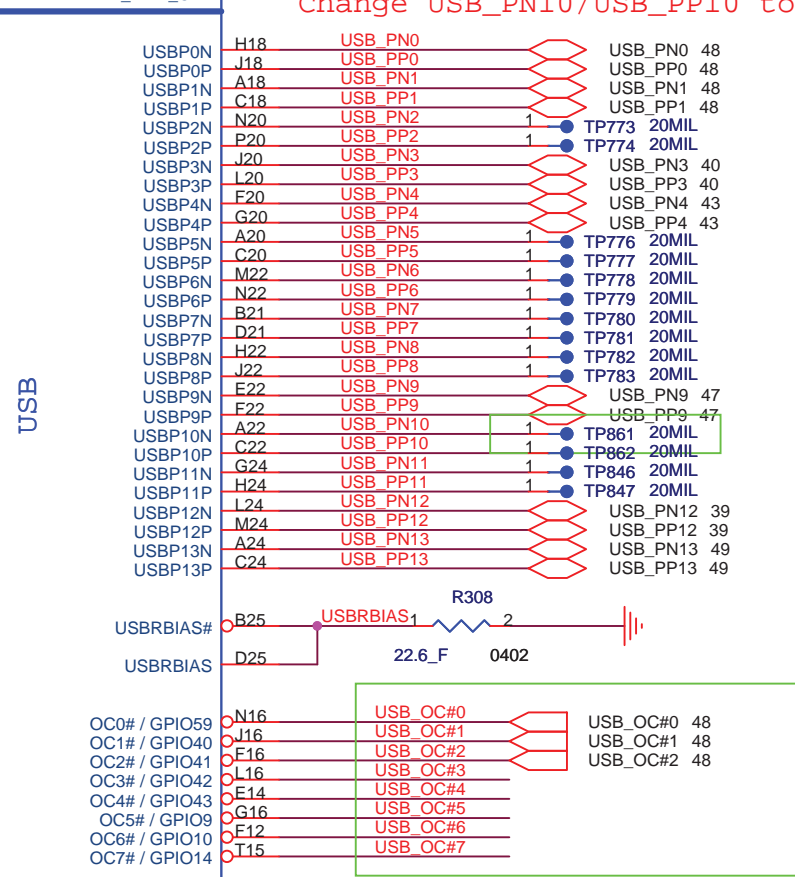 Change USB_PN10/USB_PP10 to
USBP0N H18 USB_PN0 USB_PN0 48
USBP0P J18 USB_PP0 USB_PP0 48
USBP1N A18 USB_PN1 USB_PN1 48
USBP1P C18 USB_PP1 USB_PP1 48
USBP2N N20 USB_PN2 1 TP773 20MIL
USBP2P P20 USB_PP2 1 TP774 20MIL
USBP3N J20 USB_PN3 USB_PN3 40
USBP3P L20 USB_PP3 USB_PP3 40
USBP4N F20 USB_PN4 USB_PN4 43
USBP4P G20 USB_PP4 USB_PP4 43
USBP5N A20 USB_PN5 1 TP776 20MIL
USBP5P C20 USB_PP5 1 TP777 20MIL
USBP6N M22 USB_PN6 1 TP778 20MIL
USBP6P N22 USB_PP6 1 TP779 20MIL
USBP7N B21 USB_PN7 1 TP780 20MIL
USBP7P D21 USB_PP7 1 TP781 20MIL
USBP8N H22 USB_PN8 1 TP782 20MIL
USBP8P J22 USB_PP8 1 TP783 20MIL
USBP9N E22 USB_PN9 USB_PN9 47
USBP9P F22 USB_PP9 USB_PP9 47
USBP10N A22 USB_PN10 1 TP861 20MIL
USBP10P C22 USB_PP10 1 TP862 20MIL
USBP11N G24 USB_PN11 1 TP846 20MIL
USBP11P H24 USB_PP11 1 TP847 20MIL
USBP12N L24 USB_PN12 USB_PN12 39
USBP12P M24 USB_PP12 USB_PP12 39
USBP13N A24 USB_PN13 USB_PN13 49
USBP13P C24 USB_PP13 USB_PP13 49
USB
R308
USBRBIAS# B25 USBRBIAS 1 2
22.6_F 0402
USBRBIAS D25
OC0# / GPIO59 N16 USB_OC#0 USB_OC#0 48
OC1# / GPIO40 J16 USB_OC#1 USB_OC#1 48
OC2# / GPIO41 F16 USB_OC#2 USB_OC#2 48
OC3# / GPIO42 L16 USB_OC#3
OC4# / GPIO43 E14 USB_OC#4
OC5# / GPIO9 G16 USB_OC#5
OC6# / GPIO10 F12 USB_OC#6
OC7# / GPIO14 T15 USB_OC#7